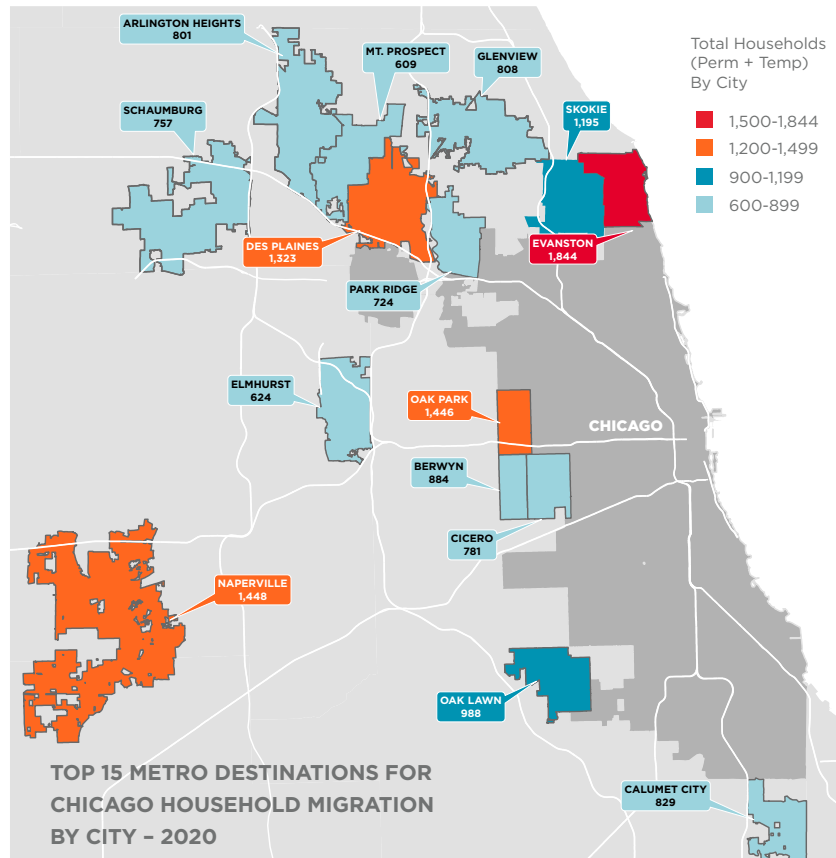 ARLINGTON HEIGHTS
801
MT. PROSPECT
609
GLENVIEW
808
SCHAUMBURG
757
SKOKIE
1,195
Total Households
(Perm + Temp)
By City
1,500-1,844
1,200-1,499
900-1,199
600-899
DES PLAINES
1,323
EVANSTON
1,844
PARK RIDGE
724
ELMHURST
624
OAK PARK
1,446
CHICAGO
BERWYN
884
CICERO
781
NAPERVILLE
1,448
OAK LAWN
988
CALUMET CITY
829
TOP 15 METRO DESTINATIONS FOR
CHICAGO HOUSEHOLD MIGRATION
BY CITY – 2020